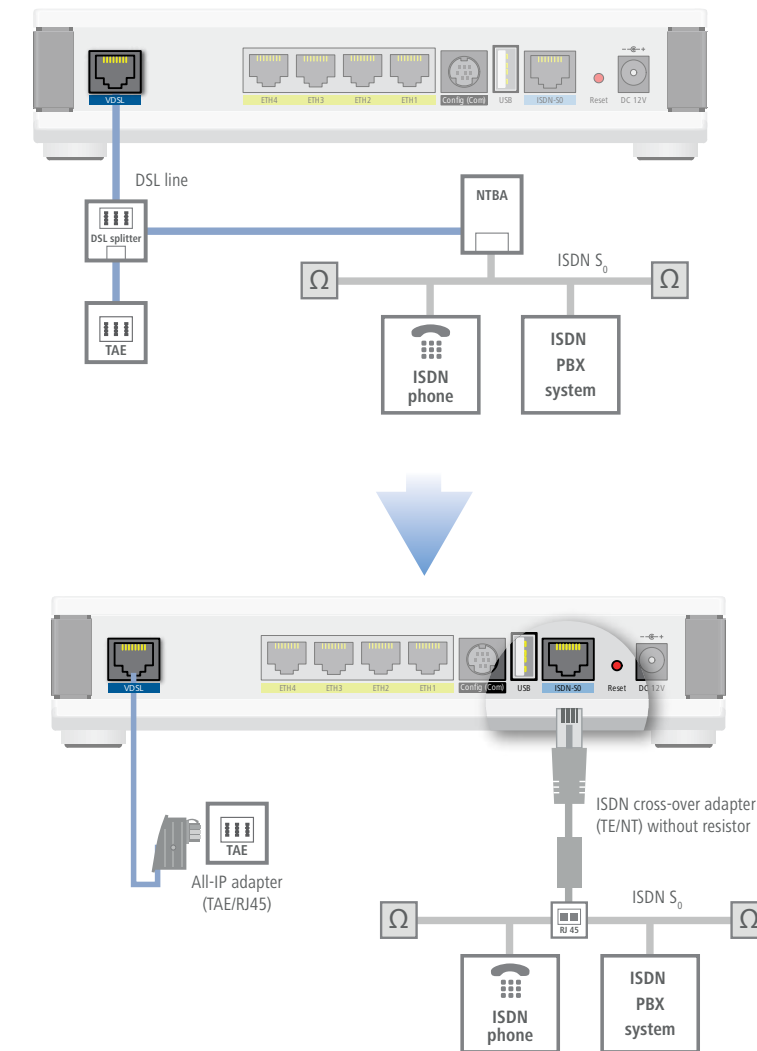 VDSL
ETH4 ETH3 ETH2 ETH1 Config (Com) USB ISDN-S0 Reset DC 12V
DSL line
NTBA
DSL splitter
ISDN S0
Ω Ω
TAE
ISDN
phone
ISDN
PBX
system
VDSL
ETH4 ETH3 ETH2 ETH1 Config (Com) USB ISDN-S0 Reset DC 12V
ISDN cross-over adapter
(TE/NT) without resistor
TAE
All-IP adapter
(TAE/RJ45)
ISDN S0
Ω Ω
RJ 45
ISDN
phone
ISDN
PBX
system